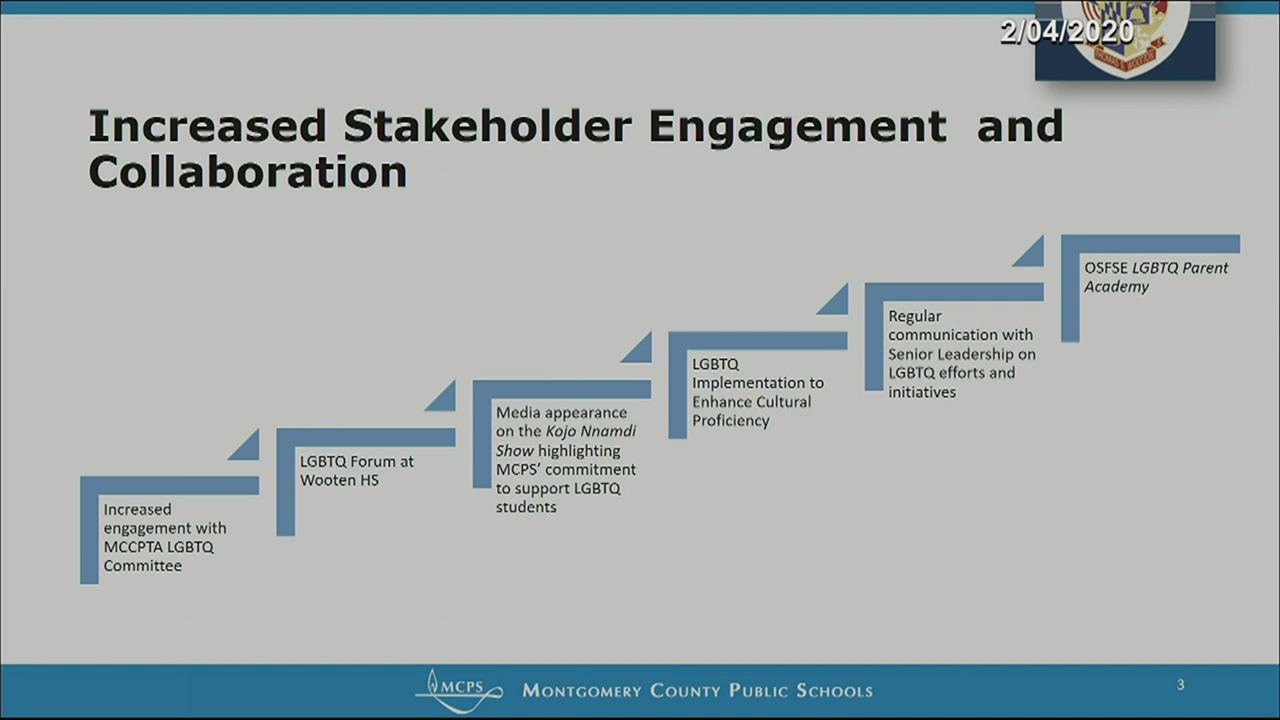 2/04/2020
THOMAS S. WOOTTON
Increased Stakeholder Engagement  and
Collaboration
Increased
engagement with
MCCPTA LGBTQ
Committee
LGBTQ Forum at
Wooten HS
Media appearance
on the Kojo Nnamdi
Show highlighting
MCPS’ commitment
to support LGBTQ
students
LGBTQ
Implementation to
Enhance Cultural
Proficiency
Regular
communication with
Senior Leadership on
LGBTQ efforts and
initiatives
OSFSE LGBTQ Parent
Academy
MCPS
MONTGOMERY COUNTY PUBLIC SCHOOLS
3